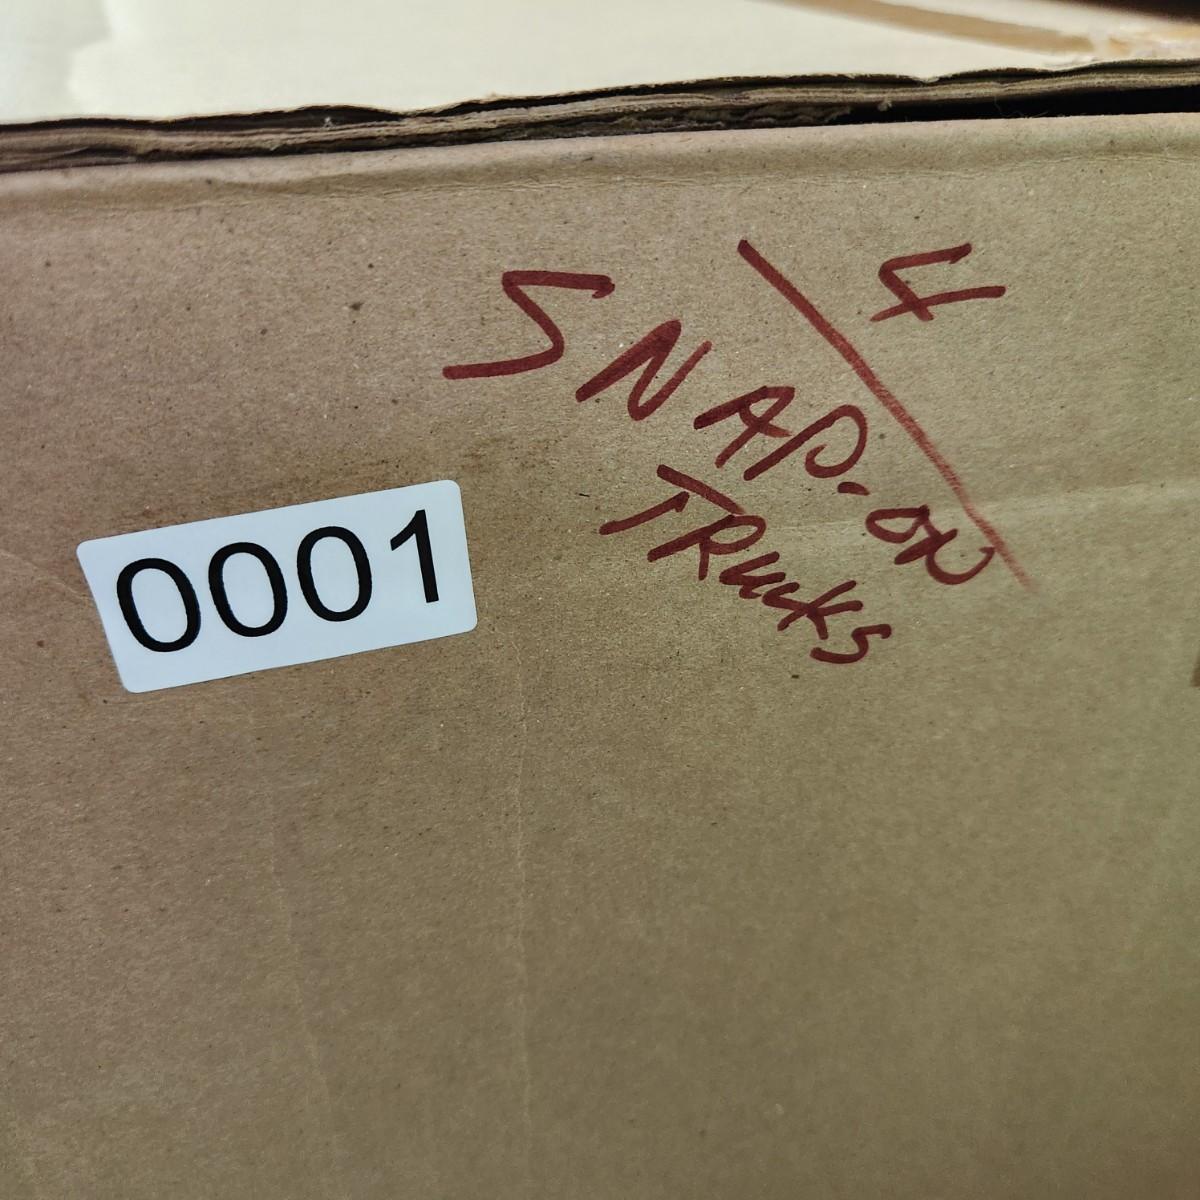 4
SNAP-ON
TRUCKS
0001